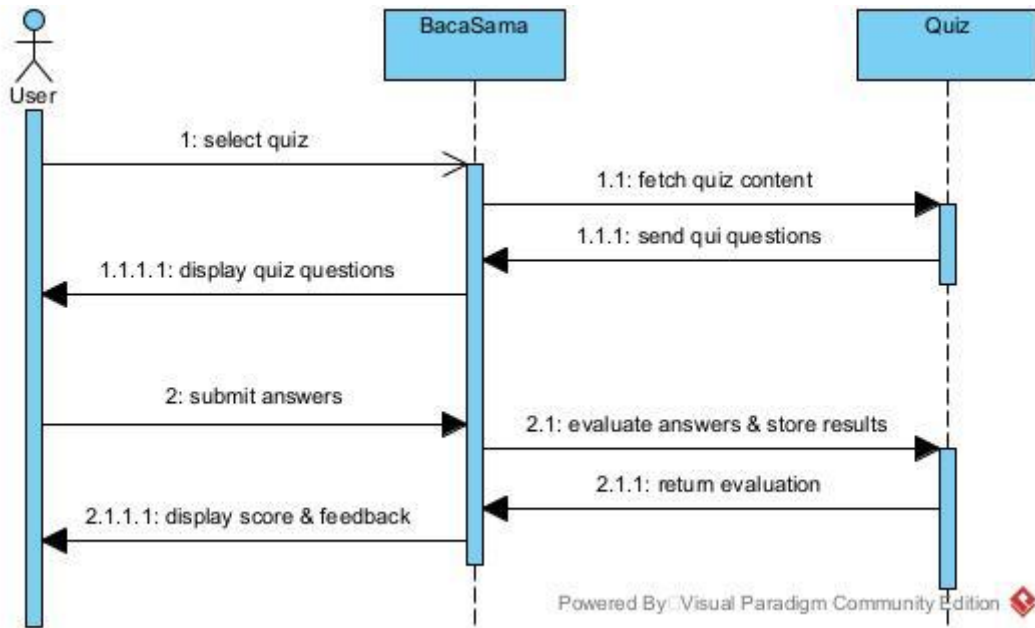 BacaSama
Quiz
User
1: select quiz
1.1: fetch quiz content
1.1.1: send qui questions
1.1.1.1: display quiz questions
2: submit answers
2.1: evaluate answers & store results
2.1.1: return evaluation
2.1.1.1: display score & feedback
Powered By Visual Paradigm Community Edition